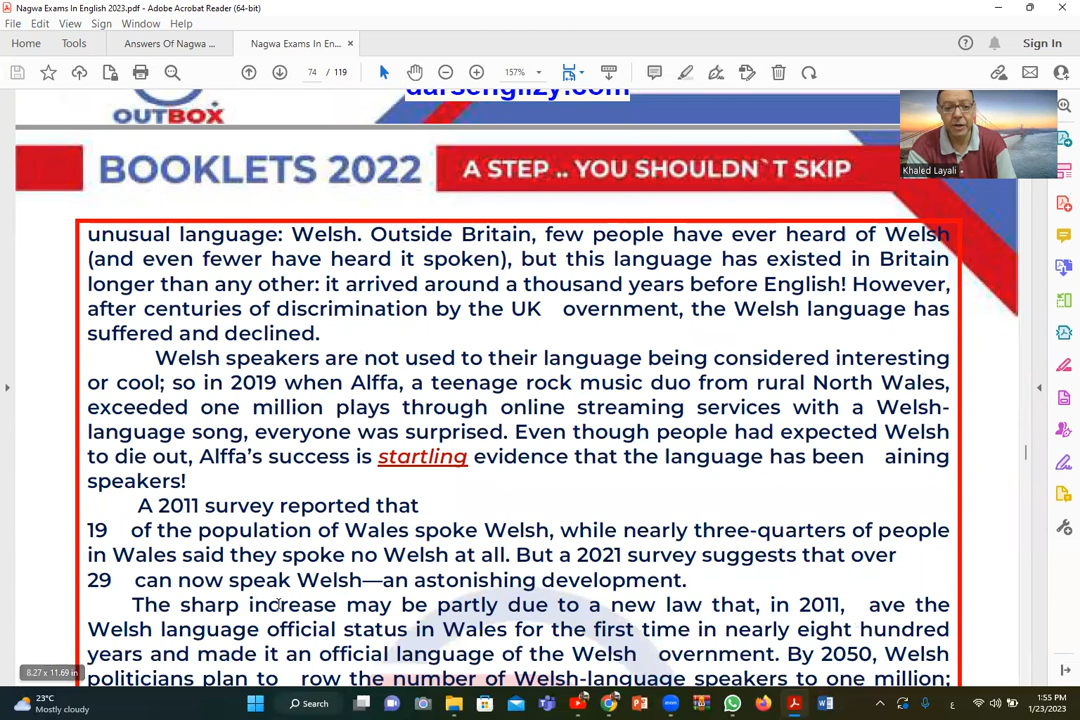 Nagwa Exams In English 2023.pdf - Adobe Acrobat Reader (64-bit)
File Edit View Sign Window Help
Home Tools Answers Of Nagwa ... Nagwa Exams In En... × Sign In
74 / 119 157%
darsenglizy.com
OUTBOX
BOOKLETS 2022 A STEP .. YOU SHOULDN`T SKIP
Khaled Layali
unusual language: Welsh. Outside Britain, few people have ever heard of Welsh
(and even fewer have heard it spoken), but this language has existed in Britain
longer than any other: it arrived around a thousand years before English! However,
after centuries of discrimination by the UK overnment, the Welsh language has
suffered and declined.
Welsh speakers are not used to their language being considered interesting
or cool; so in 2019 when Alffa, a teenage rock music duo from rural North Wales,
exceeded one million plays through online streaming services with a Welsh-
language song, everyone was surprised. Even though people had expected Welsh
to die out, Alffa's success is startling evidence that the language has been aining
speakers!
A 2011 survey reported that
19 of the population of Wales spoke Welsh, while nearly three-quarters of people
in Wales said they spoke no Welsh at all. But a 2021 survey suggests that over
29 can now speak Welsh—an astonishing development.
The sharp increase may be partly due to a new law that, in 2011, ave the
Welsh language official status in Wales for the first time in nearly eight hundred
years and made it an official language of the Welsh overnment. By 2050, Welsh
politicians plan to row the number of Welsh-language speakers to one million;
8.27 x 11.69 in
23°C
Mostly cloudy
Search
ع
1:55 PM
1/23/2023